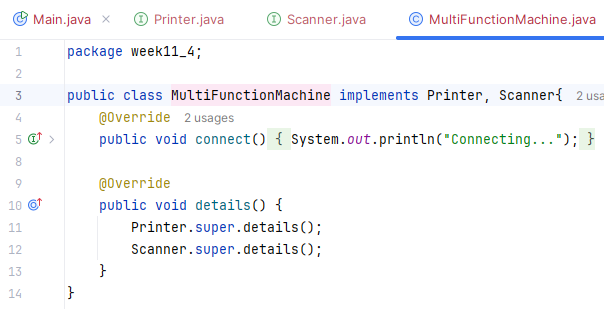 Main.java
Printer.java
Scanner.java
MultiFunctionMachine.java
1 package week11_4;
2
3 public class MultiFunctionMachine implements Printer, Scanner{ 2 usages
4 @Override 2 usages
5 public void connect() { System.out.println("Connecting..."); }
8
9 @Override
10 public void details() {
11 Printer.super.details();
12 Scanner.super.details();
13 }
14 }